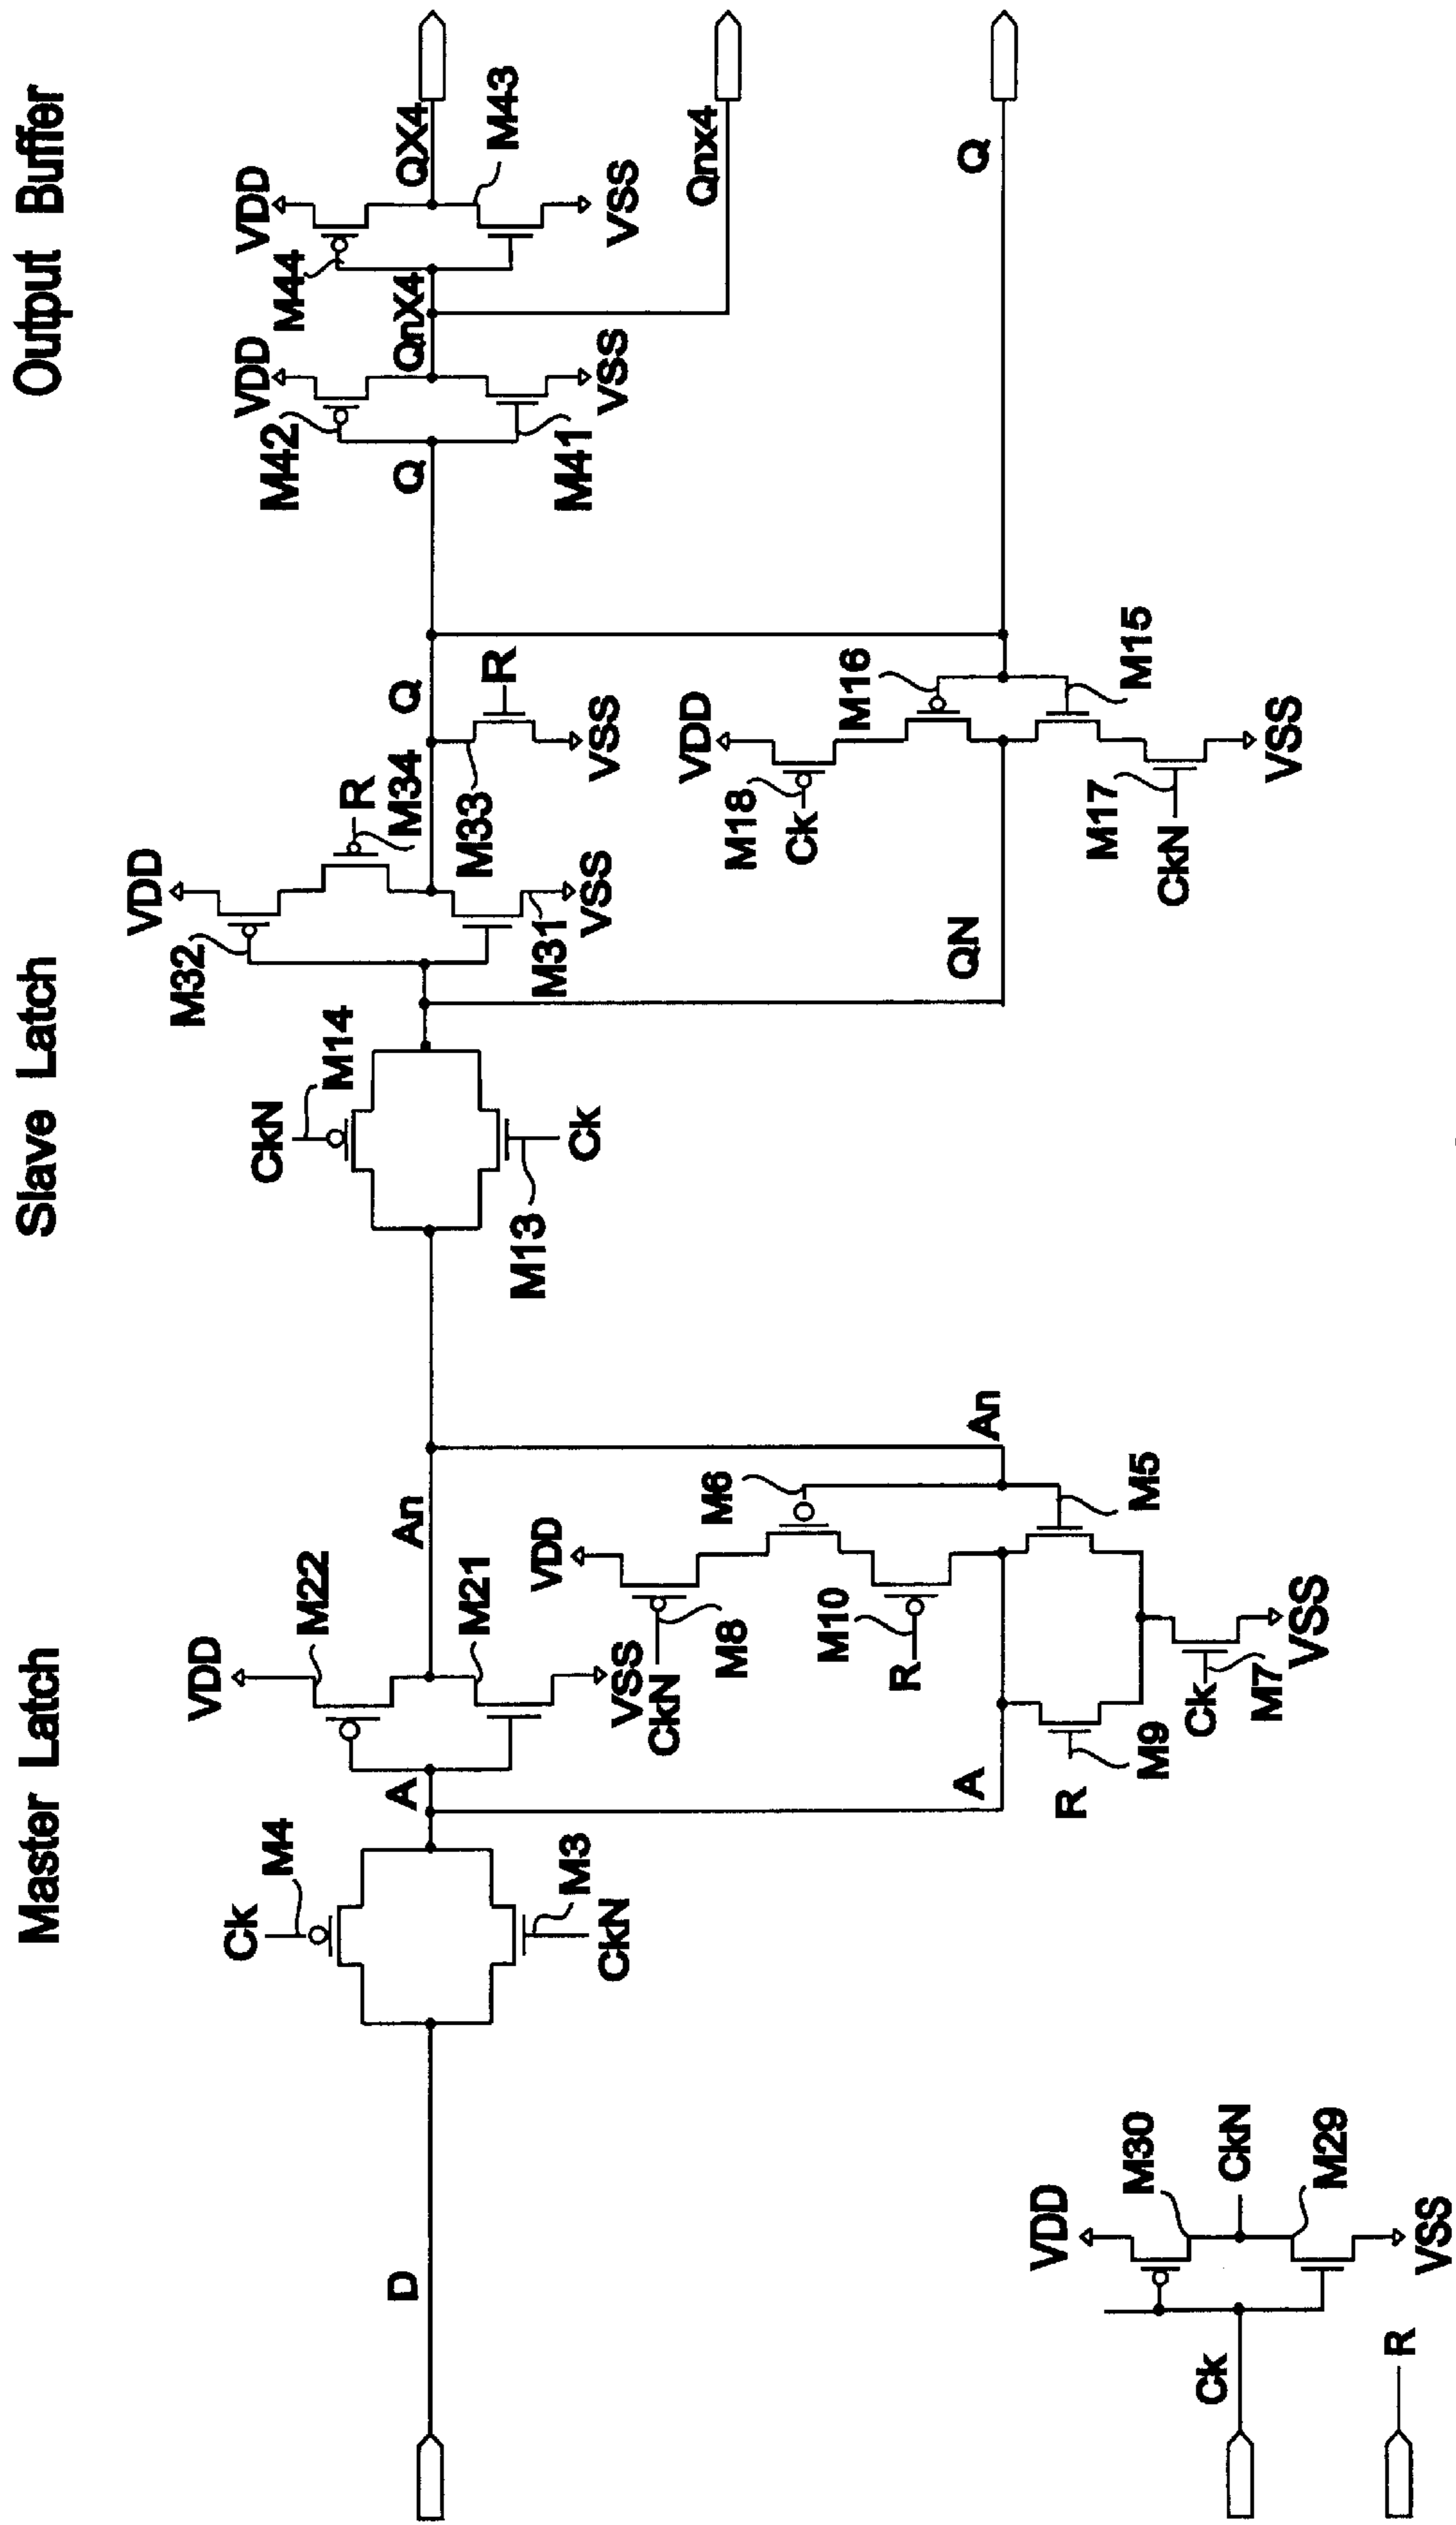 Master Latch
Slave Latch
Output Buffer
D
Ck
M4
M3
CkN
A
VDD
M22
M21
VSS
An
An
A
VDD
CkN
M8
M6
M10
R
M5
R
M9
Ck
M7
VSS
CkN
M14
M13
Ck
VDD
M32
R
M34
M31
VSS
Q
R
M33
VSS
QN
VDD
M18
Ck
M16
M15
M17
CkN
VSS
Q
VDD
M42
M41
VSS
QnX4
VDD
M44
M43
VSS
QX4
Qnx4
Q
Ck
VDD
M30
CkN
M29
VSS
R